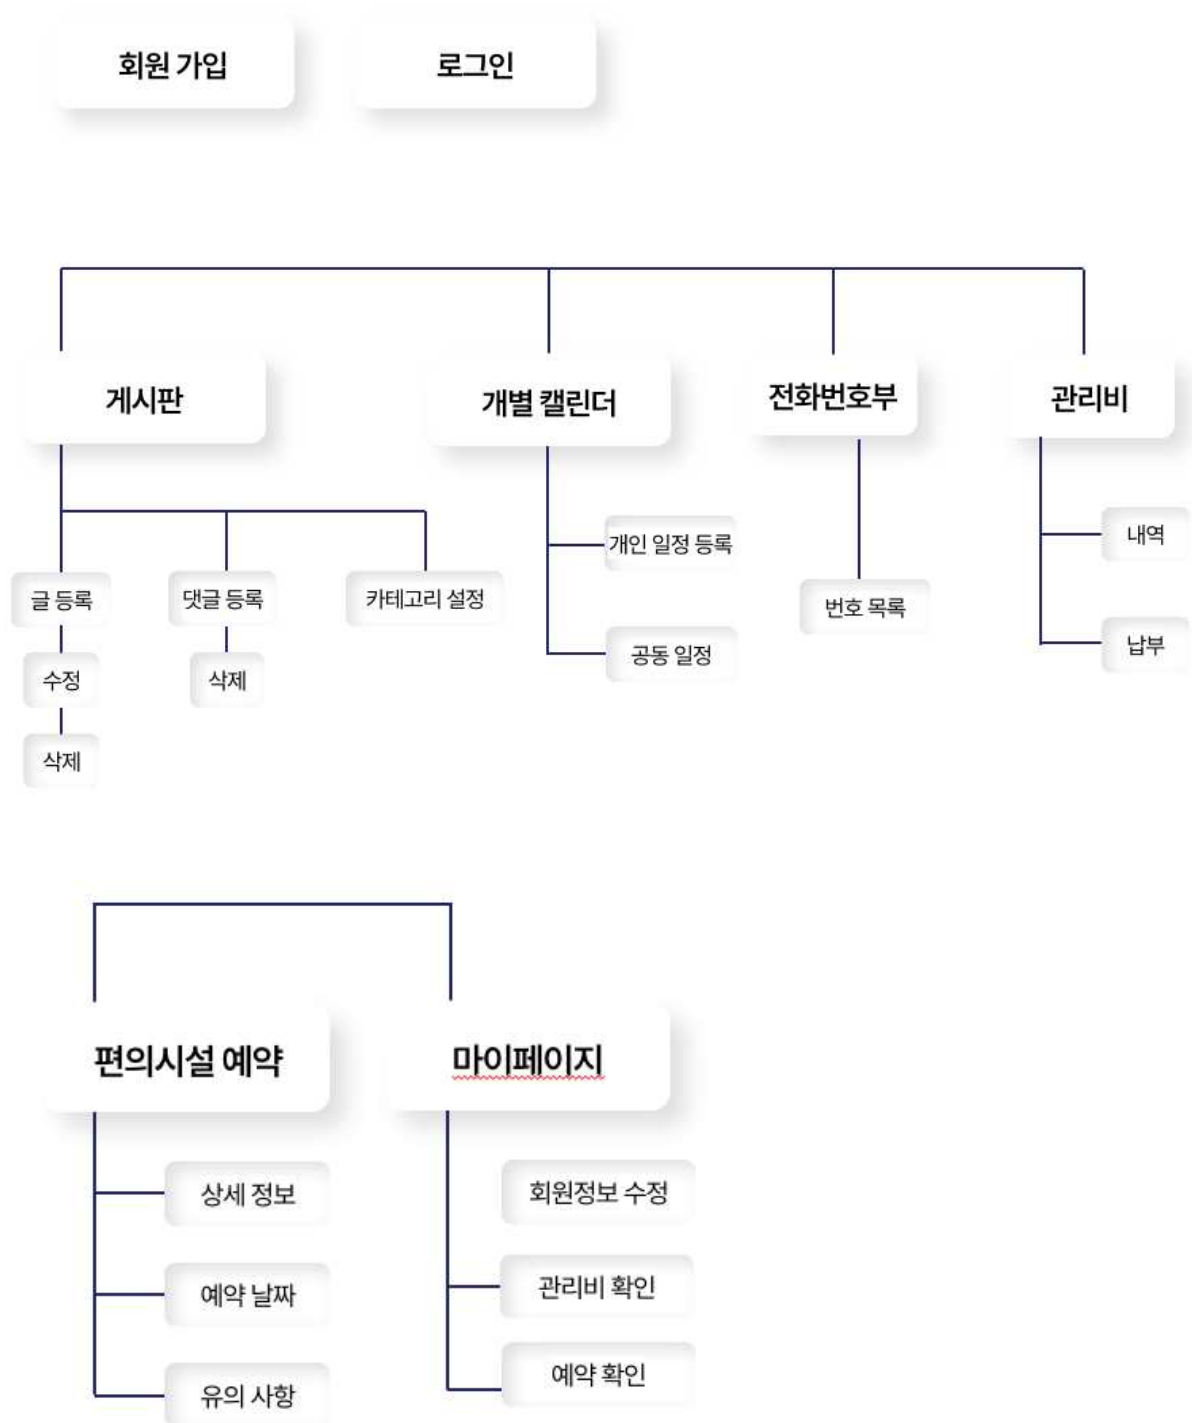 회원 가입
로그인
게시판
개별 캘린더
전화번호부
관리비
글 등록
수정
삭제
댓글 등록
삭제
카테고리 설정
개인 일정 등록
공동 일정
번호 목록
내역
납부
편의시설 예약
마이페이지
상세 정보
예약 날짜
유의 사항
회원정보 수정
관리비 확인
예약 확인